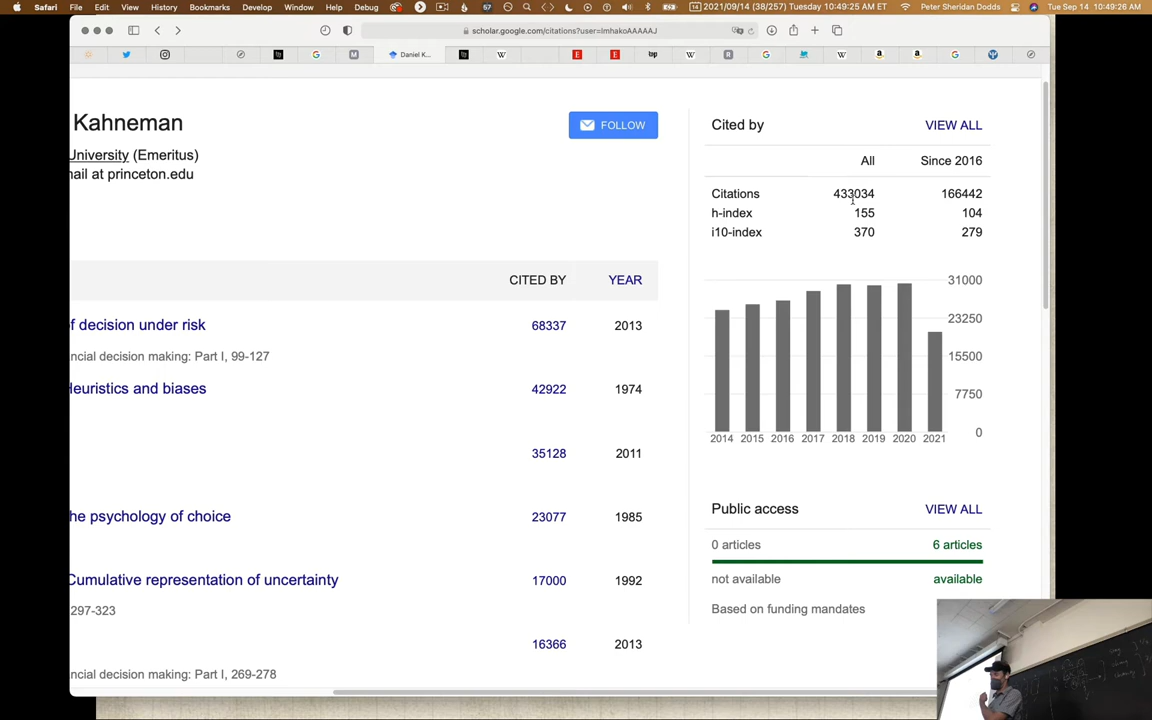 Safari File Edit View History Bookmarks Develop Window Help Debug 57 14 2021/09/14 (38/257) Tuesday 10:49:25 AM ET Peter Sheridan Dodds Tue Sep 14 10:49:26 AM
scholar.google.com/citations?user=ImhakoAAAAAJ
Daniel K...
Kahneman
FOLLOW
University (Emeritus)
nail at princeton.edu
Cited by VIEW ALL
All Since 2016
Citations 433034 166442
h-index 155 104
i10-index 370 279
CITED BY YEAR
f decision under risk 68337 2013
ncial decision making: Part I, 99-127
Heuristics and biases 42922 1974
35128 2011
he psychology of choice 23077 1985
Cumulative representation of uncertainty 17000 1992
297-323
16366 2013
ncial decision making: Part I, 269-278
31000
23250
15500
7750
0
2014 2015 2016 2017 2018 2019 2020 2021
Public access VIEW ALL
0 articles 6 articles
not available available
Based on funding mandates